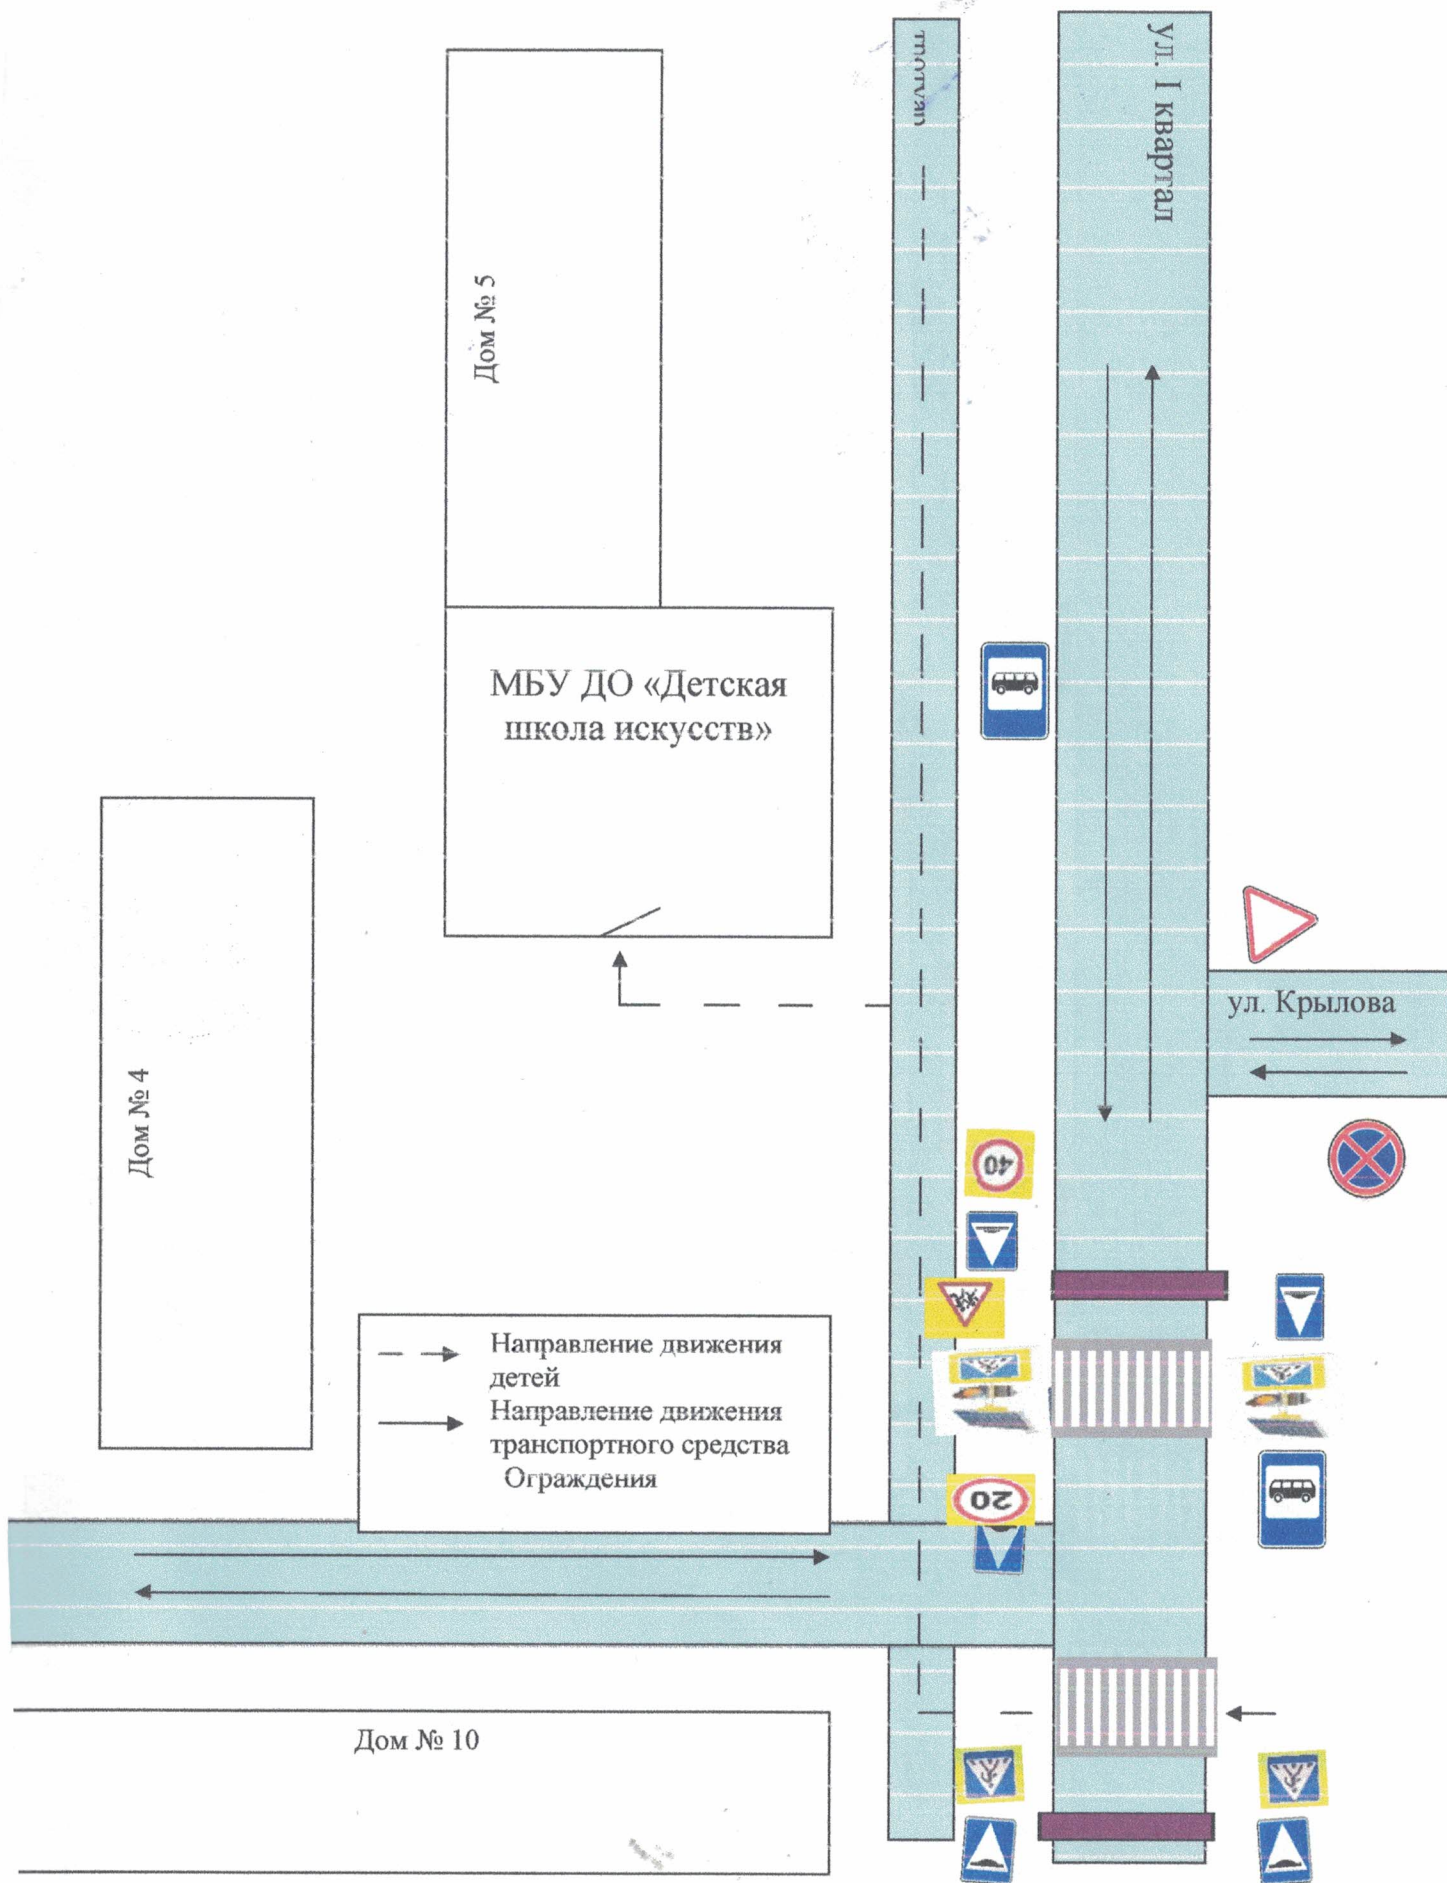 тротуар
ул. I квартал
Дом № 5
МБУ ДО «Детская
школа искусств»
ул. Крылова
Дом № 4
40
Направление движения
детей
Направление движения
транспортного средства
Ограждения
20
Дом № 10